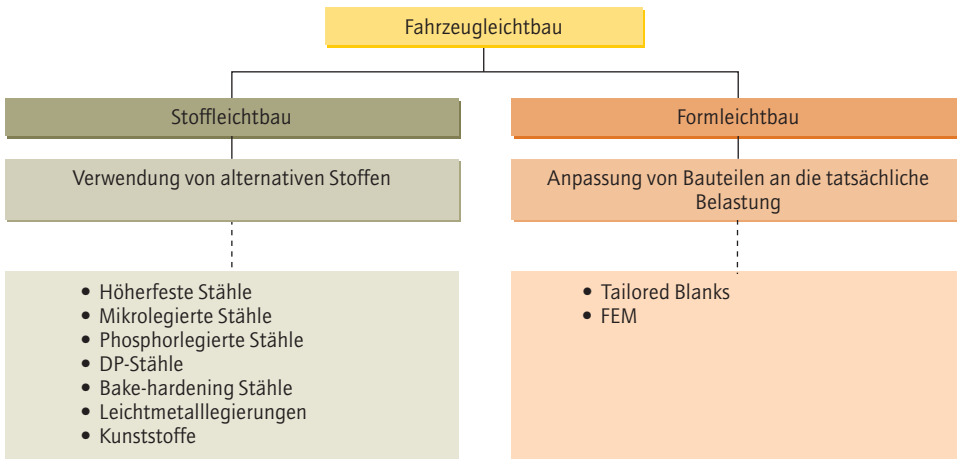 Fahrzeugleichtbau
Stoffleichtbau
Verwendung von alternativen Stoffen
• Höherfeste Stähle
• Mikrolegierte Stähle
• Phosphorlegierte Stähle
• DP-Stähle
• Bake-hardening Stähle
• Leichtmetalllegierungen
• Kunststoffe
Formleichtbau
Anpassung von Bauteilen an die tatsächliche
Belastung
• Tailored Blanks
• FEM